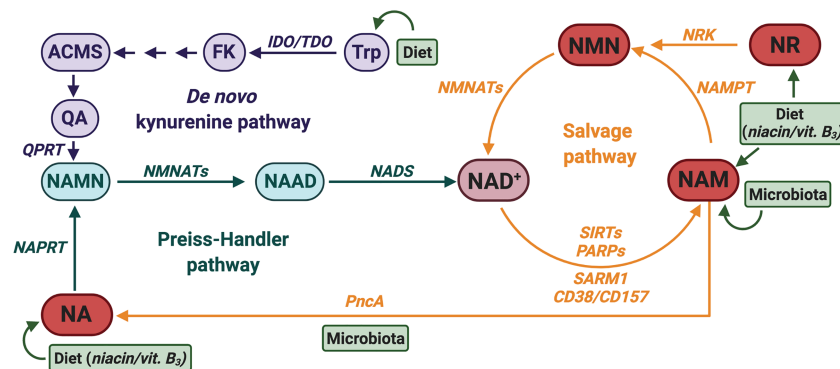 ACMS
FK
IDO/TDO
Trp
Diet
NMN
NRK
NR
De novo
kynurenine pathway
NMNATs
NAMPT
QA
Salvage
pathway
Diet
(niacin/vit. B₃)
QPRT
NAMN
NMNATs
NAAD
NADS
NAD⁺
NAM
Microbiota
NAPRT
Preiss-Handler
pathway
SIRTs
PARPs
SARM1
CD38/CD157
NA
PncA
Microbiota
Diet (niacin/vit. B₃)